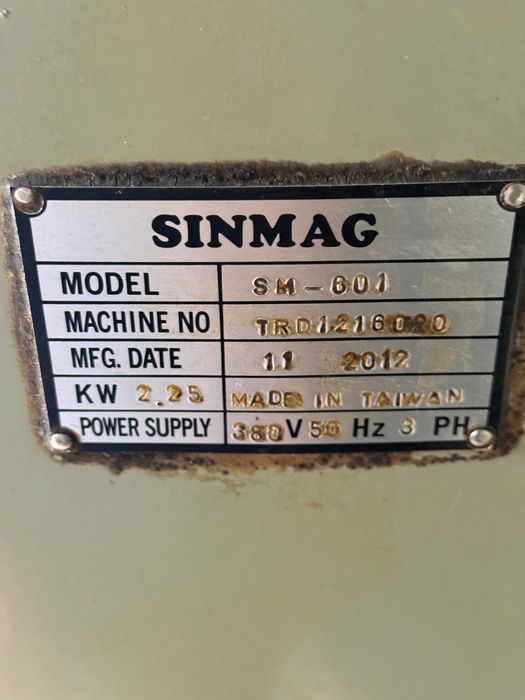 SINMAG
MODEL SM-601
MACHINE NO TRD1216020
MFG. DATE 11 2012
KW 2.25 MADE IN TAIWAN
POWER SUPPLY 380V 50 Hz 3 PH